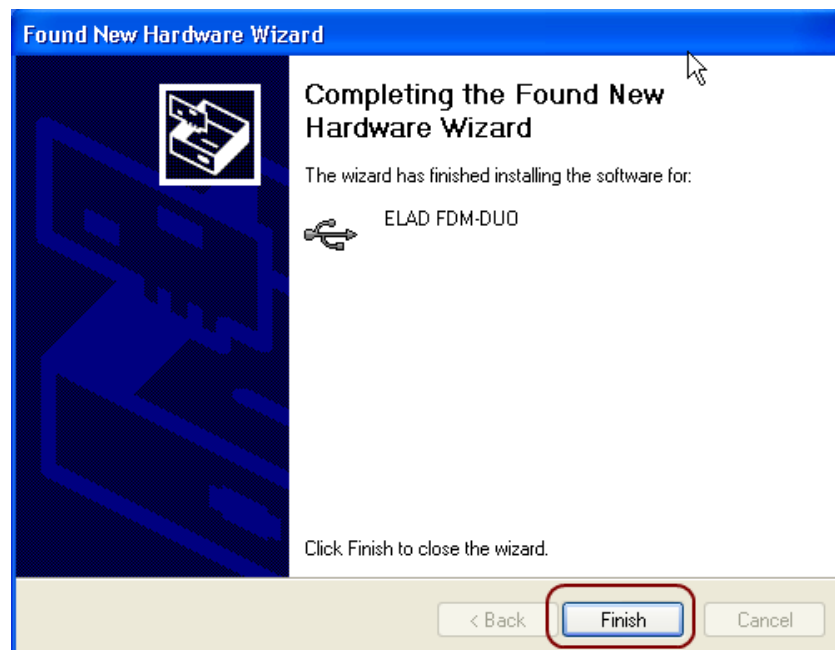 Found New Hardware Wizard
Completing the Found New
Hardware Wizard
The wizard has finished installing the software for:
ELAD FDM-DUO
Click Finish to close the wizard.
< Back Finish Cancel